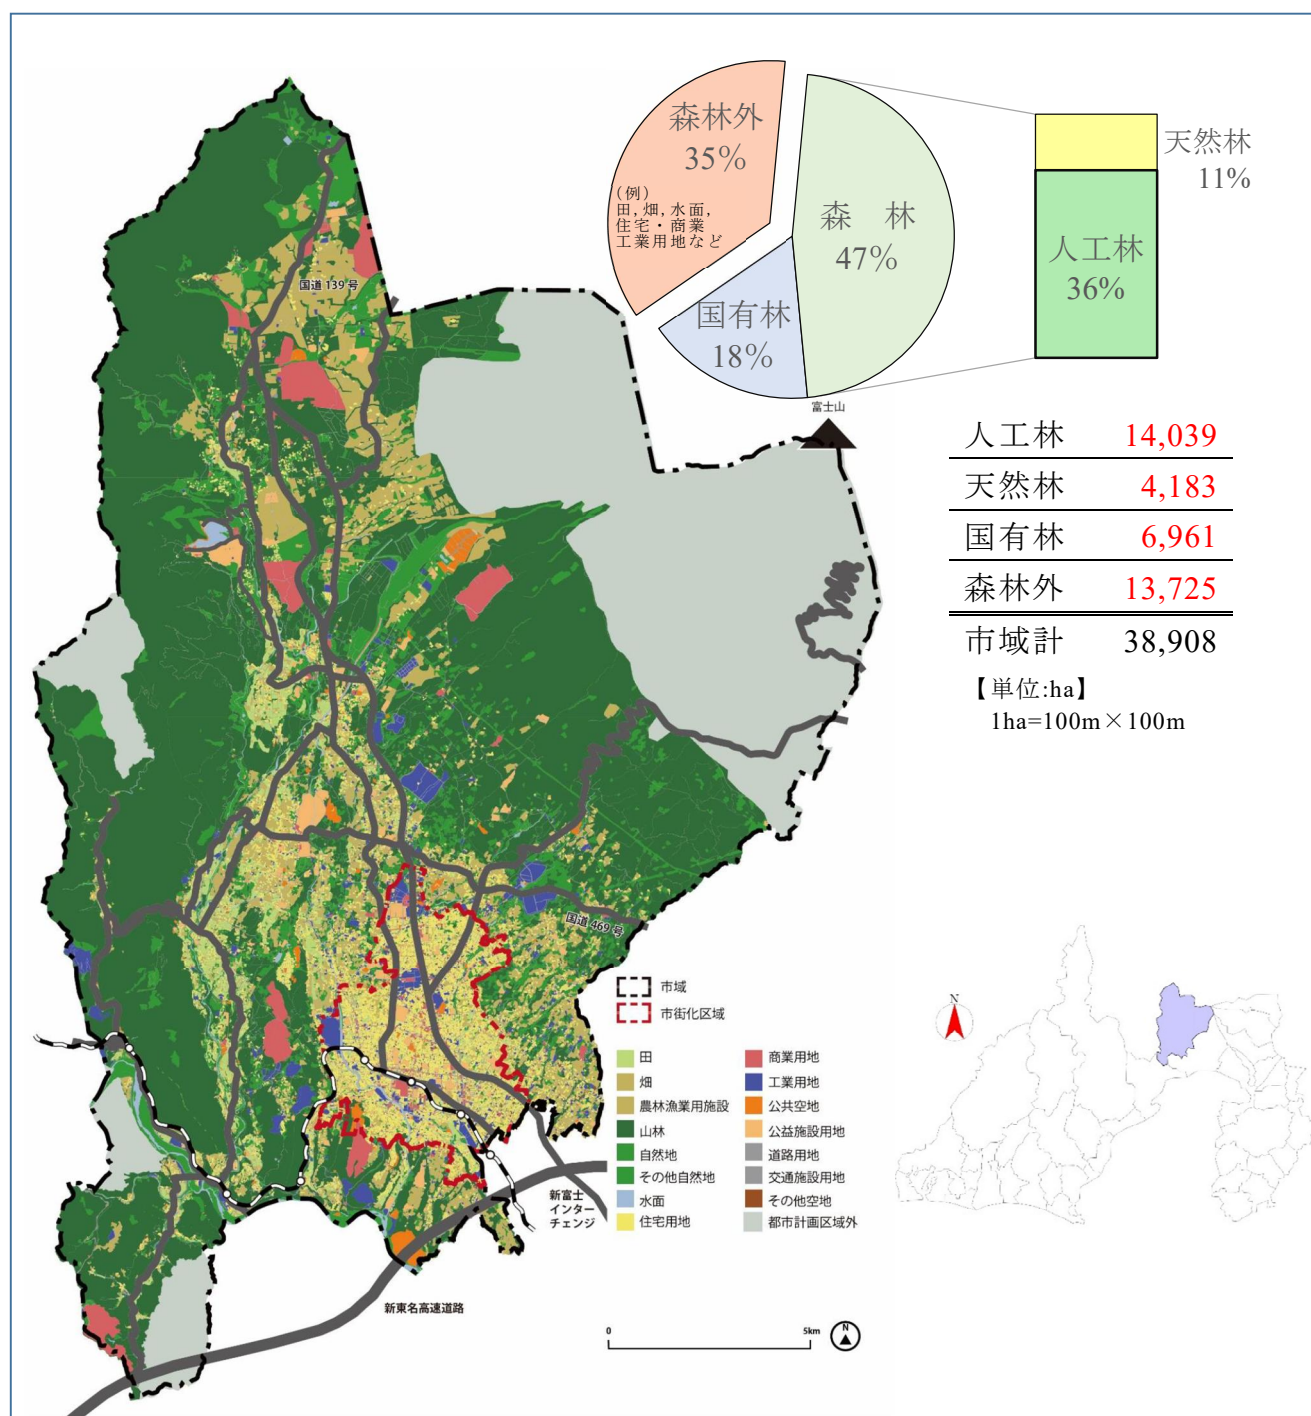 森林外
35%
(例)
田,畑,水面,
住宅・商業
工業用地など
森　林
47%
国有林
18%
天然林
11%
人工林
36%
国道139号
富士山
人工林 14,039
天然林 4,183
国有林 6,961
森林外 13,725
市域計 38,908
【単位:ha】
1ha=100m×100m
国道469号
市域
市街化区域
田
畑
農林漁業用施設
山林
自然地
その他自然地
水面
住宅用地
商業用地
工業用地
公共空地
公益施設用地
道路用地
交通施設用地
その他空地
都市計画区域外
N
新富士
インター
チェンジ
新東名高速道路
0 5km
N